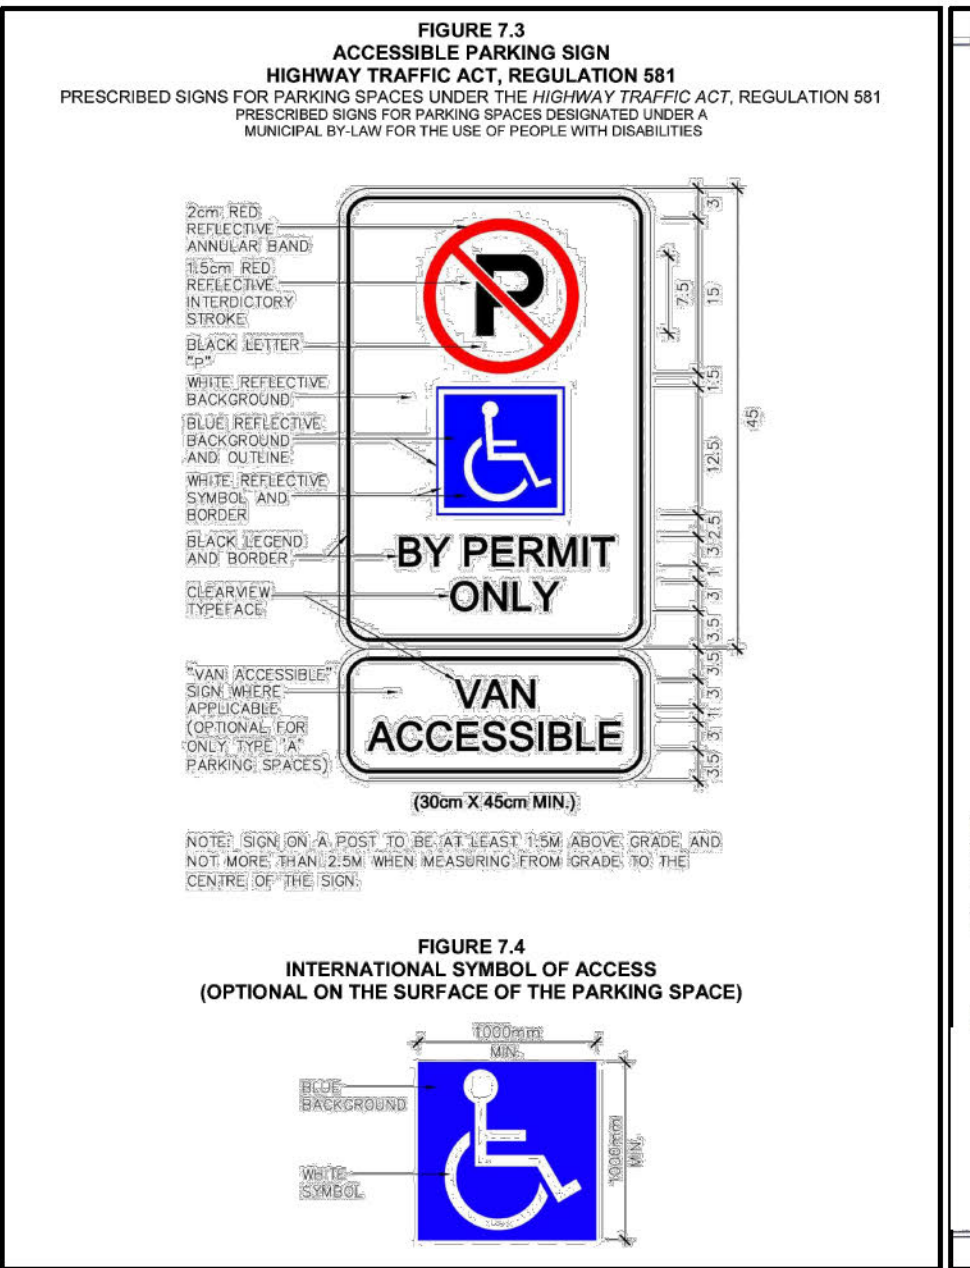 FIGURE 7.3
ACCESSIBLE PARKING SIGN
HIGHWAY TRAFFIC ACT, REGULATION 581
PRESCRIBED SIGNS FOR PARKING SPACES UNDER THE HIGHWAY TRAFFIC ACT, REGULATION 581
PRESCRIBED SIGNS FOR PARKING SPACES DESIGNATED UNDER A
MUNICIPAL BY-LAW FOR THE USE OF PEOPLE WITH DISABILITIES
2cm RED
REFLECTIVE
ANNULAR BAND
1.5cm RED
REFLECTIVE
INTERDICTORY
STROKE
BLACK LETTER
"P"
WHITE REFLECTIVE
BACKGROUND
BLUE REFLECTIVE
BACKGROUND
AND OUTLINE
WHITE REFLECTIVE
SYMBOL AND
BORDER
BLACK LEGEND
AND BORDER
CLEARVIEW
TYPEFACE
"VAN ACCESSIBLE"
SIGN WHERE
APPLICABLE
(OPTIONAL FOR
ONLY TYPE 'A'
PARKING SPACES)
P
BY PERMIT
ONLY
VAN
ACCESSIBLE
3
15
7.5
1.5
12.5
2.5
3
1
3
3.5
45
3.5
3
1
3
3.5
(30cm X 45cm MIN.)
NOTE: SIGN ON A POST TO BE AT LEAST 1.5M ABOVE GRADE AND
NOT MORE THAN 2.5M WHEN MEASURING FROM GRADE TO THE
CENTRE OF THE SIGN.
FIGURE 7.4
INTERNATIONAL SYMBOL OF ACCESS
(OPTIONAL ON THE SURFACE OF THE PARKING SPACE)
1000mm
MIN.
BLUE
BACKGROUND
WHITE
SYMBOL
1000mm
MIN.